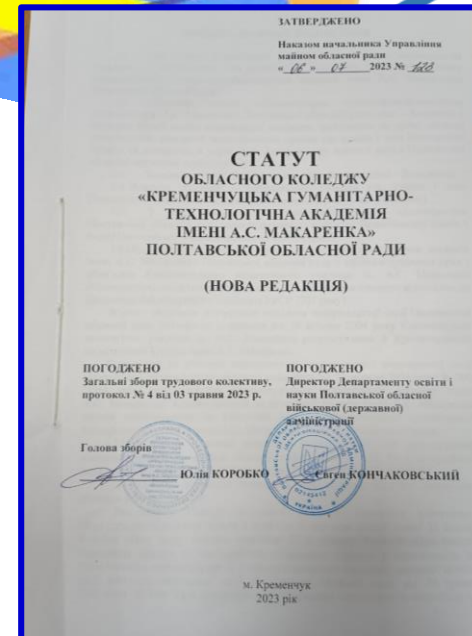 ЗАТВЕРДЖЕНО
Наказом начальника Управління
майном обласної ради
« 06 » 07 2023 № 128
СТАТУТ
ОБЛАСНОГО КОЛЕДЖУ
«КРЕМЕНЧУЦЬКА ГУМАНІТАРНО-
ТЕХНОЛОГІЧНА АКАДЕМІЯ
ІМЕНІ А.С. МАКАРЕНКА»
ПОЛТАВСЬКОЇ ОБЛАСНОЇ РАДИ
(НОВА РЕДАКЦІЯ)
ПОГОДЖЕНО
Загальні збори трудового колективу,
протокол № 4 від 03 травня 2023 р.
Голова зборів
Юлія КОРОБКО
ПОГОДЖЕНО
Директор Департаменту освіти і
науки Полтавської обласної
військової (державної)
адміністрації
Євген КОНЧАКОВСЬКИЙ
м. Кременчук
2023 рік